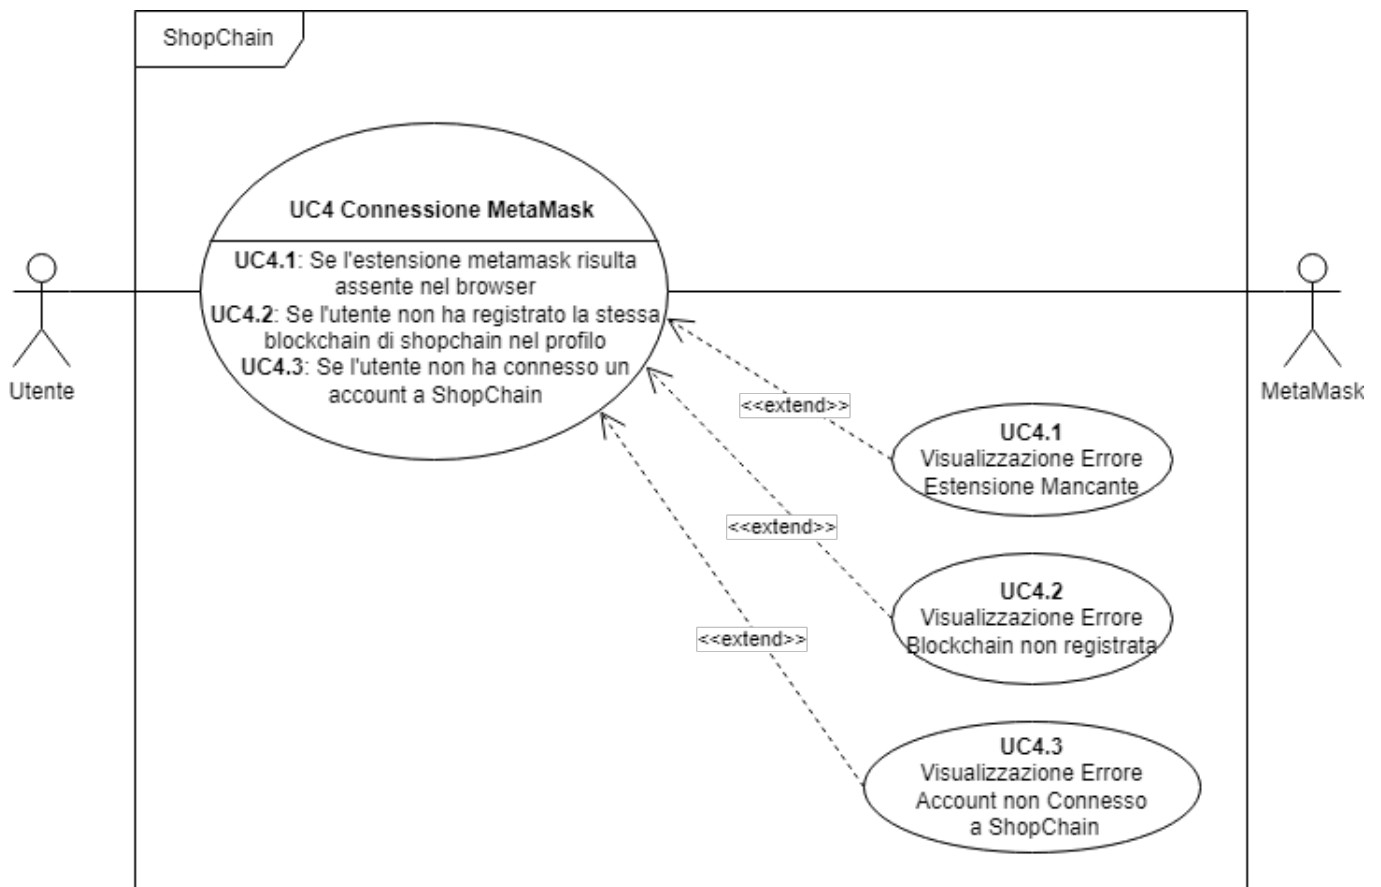 ShopChain
UC4 Connessione MetaMask
UC4.1: Se l'estensione metamask risulta
assente nel browser
UC4.2: Se l'utente non ha registrato la stessa
blockchain di shopchain nel profilo
UC4.3: Se l'utente non ha connesso un
account a ShopChain
Utente
MetaMask
<<extend>>
UC4.1
Visualizzazione Errore
Estensione Mancante
<<extend>>
UC4.2
Visualizzazione Errore
Blockchain non registrata
<<extend>>
UC4.3
Visualizzazione Errore
Account non Connesso
a ShopChain